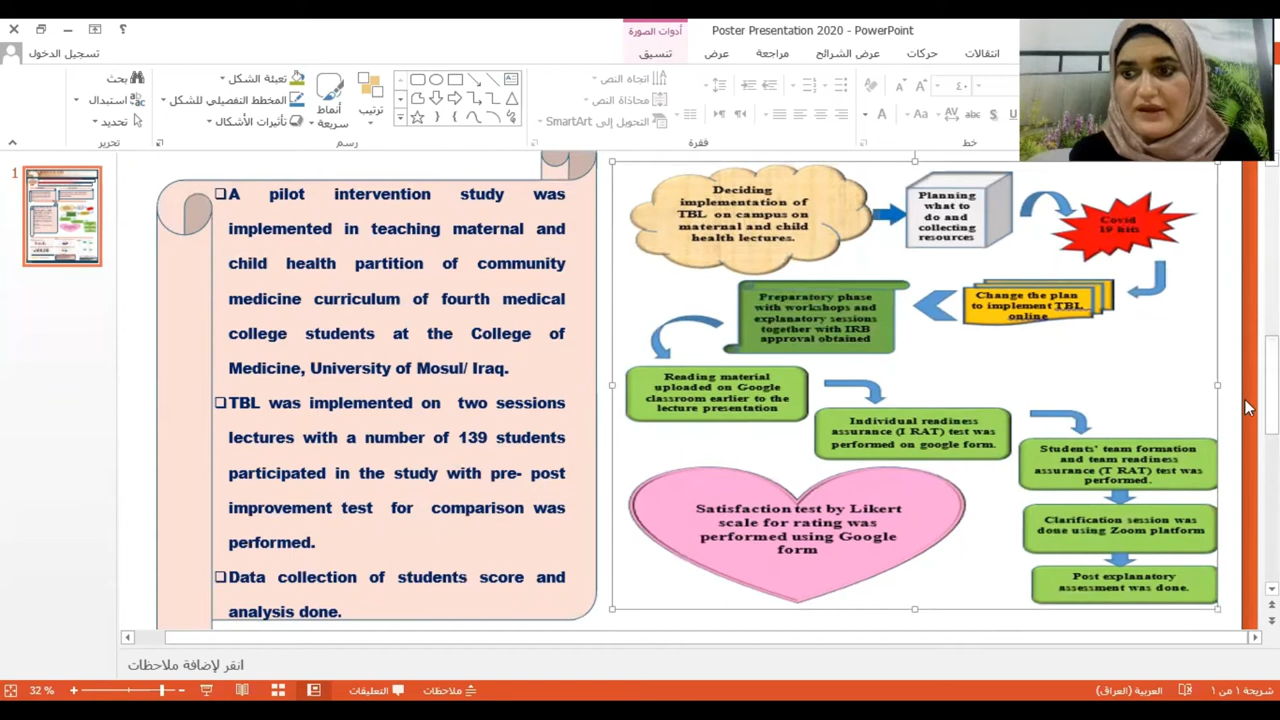 Poster Presentation 2020 - PowerPoint
أدوات الصورة
تسجيل الدخول
انتقالات
حركات
عرض الشرائح
مراجعة
عرض
تنسيق
بحث
استبدال
تحديد
تحرير
تعبئة الشكل
المخطط التفصيلي للشكل
تأثيرات الأشكال
أنماط
سريعة
ترتيب
رسم
اتجاه النص
محاذاة النص
التحويل إلى SmartArt
فقرة
خط
1
A pilot intervention study was
implemented in teaching maternal and
child health partition of community
medicine curriculum of fourth medical
college students at the College of
Medicine, University of Mosul/ Iraq.
TBL was implemented on two sessions
lectures with a number of 139 students
participated in the study with pre- post
improvement test for comparison was
performed.
Data collection of students score and
analysis done.
Deciding
implementation of
TBL on campus on
maternal and child
health lectures.
Planning
what to
do and
collecting
resources
Covid
19 hits
Change the plan
to implement TBL
online
Preparatory phase
with workshops and
explanatory sessions
together with IRB
approval obtained
Reading material
uploaded on Google
classroom earlier to the
lecture presentation
Individual readiness
assurance (I RAT) test was
performed on google form.
Students' team formation
and team readiness
assurance (T RAT) test was
performed.
Clarification session was
done using Zoom platform
Post explanatory
assessment was done.
Satisfaction test by Likert
scale for rating was
performed using Google
form
انقر لإضافة ملاحظات
32 %
التعليقات
ملاحظات
العربية (العراق)
شريحة ١ من ١